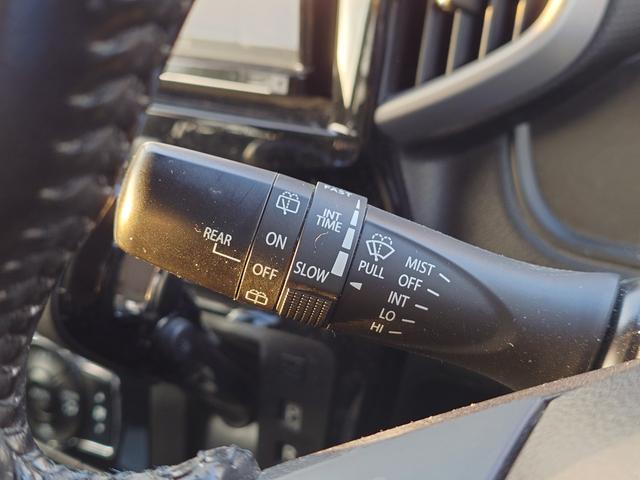 REAR
ON
OFF
FAST
INT
TIME
SLOW
PULL
MIST
OFF
INT
LO
HI